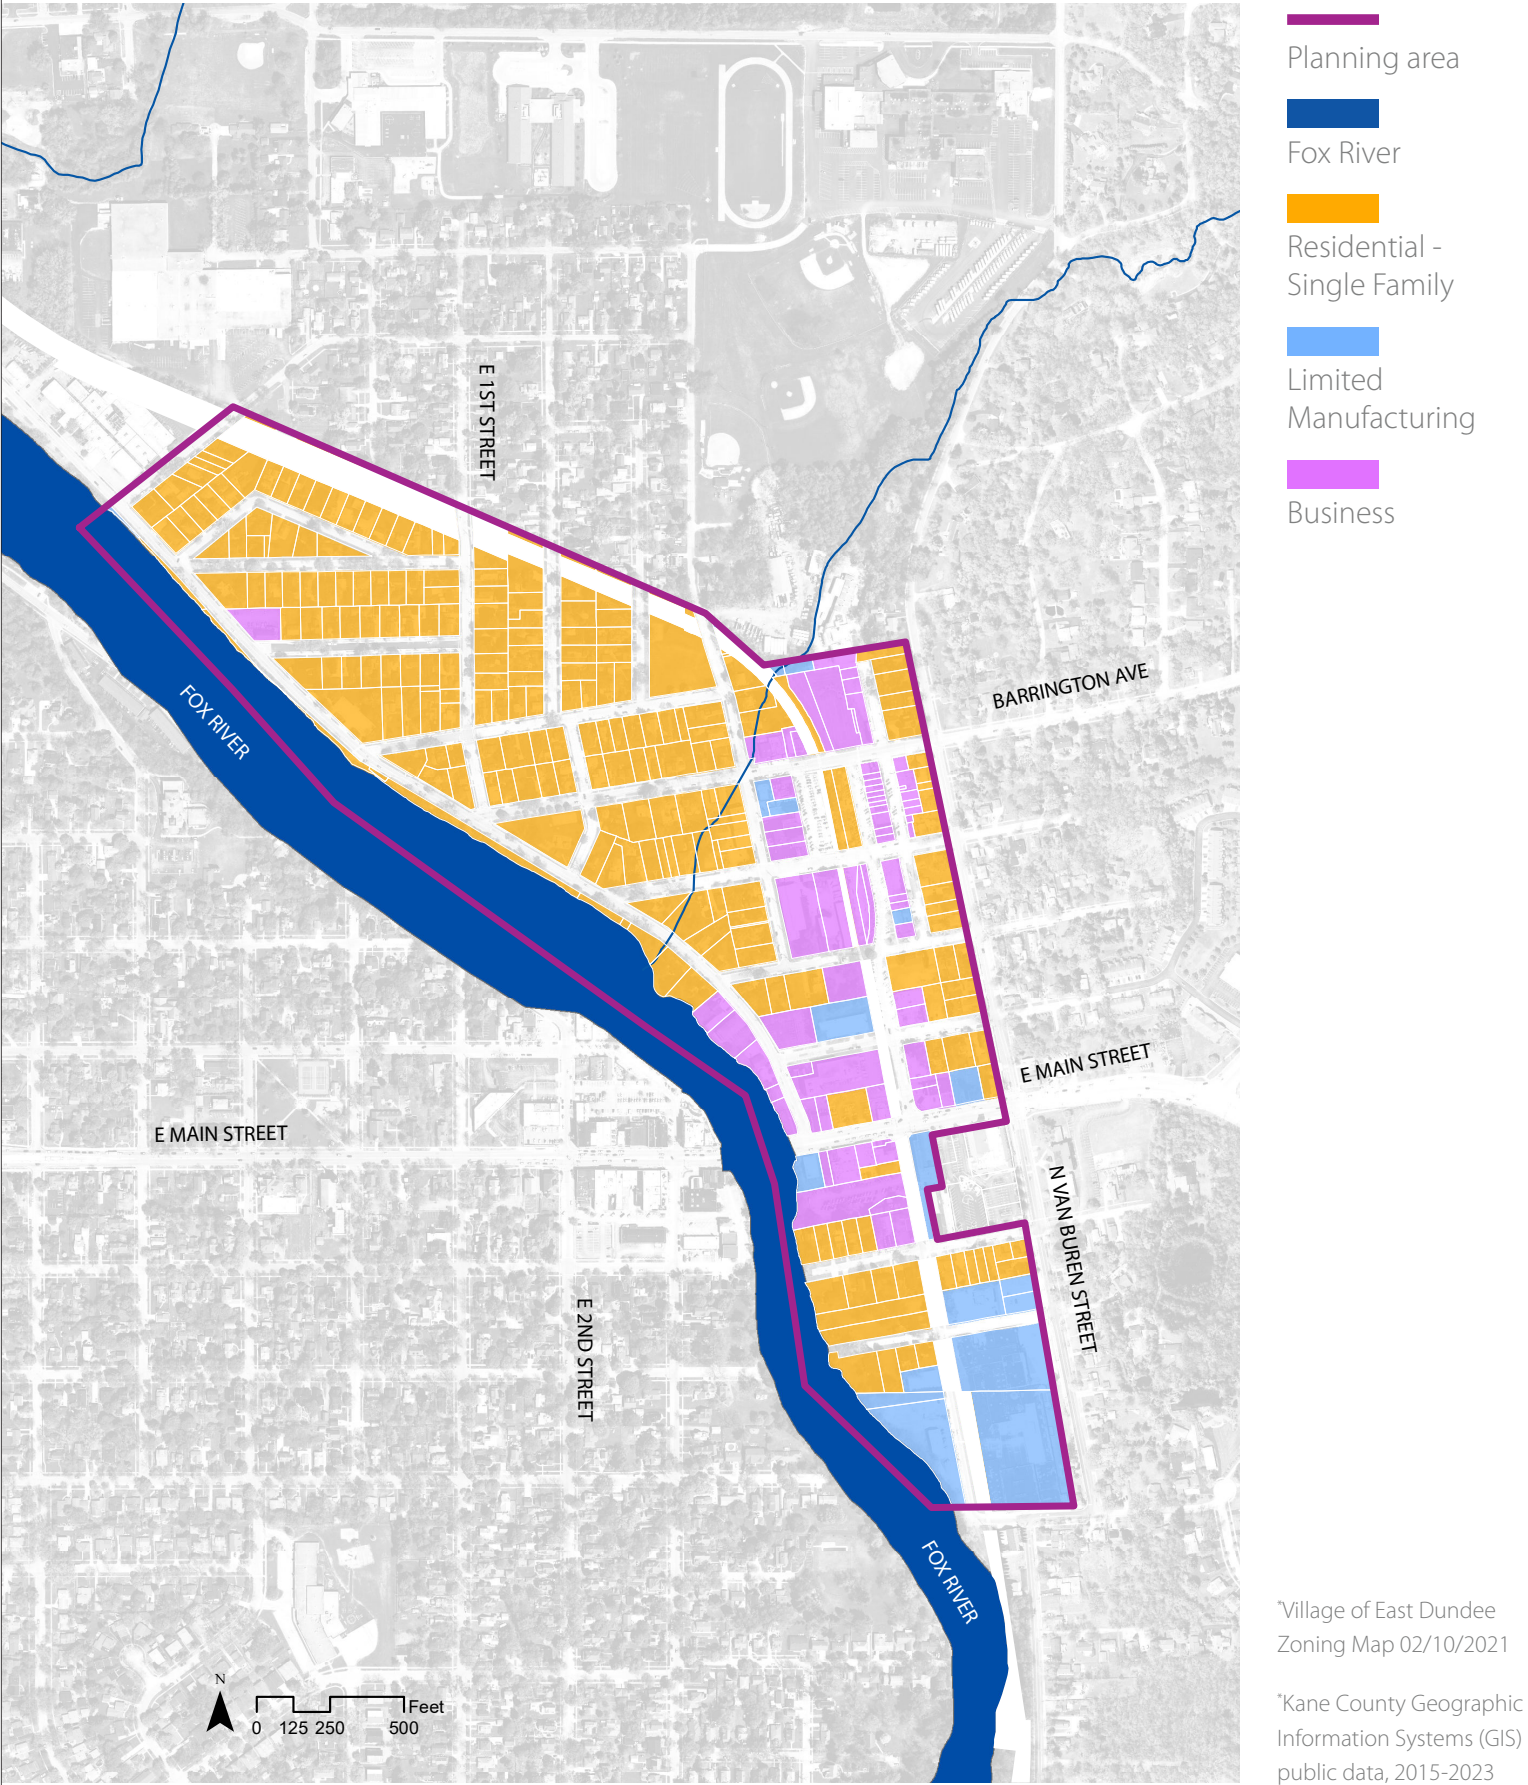 Planning area
Fox River
Residential -
Single Family
Limited
Manufacturing
Business
E 1ST STREET
BARRINGTON AVE
FOX RIVER
E MAIN STREET
E MAIN STREET
N VAN BUREN STREET
E 2ND STREET
FOX RIVER
N
Feet
0 125 250 500
*Village of East Dundee
Zoning Map 02/10/2021
*Kane County Geographic
Information Systems (GIS)
public data, 2015-2023